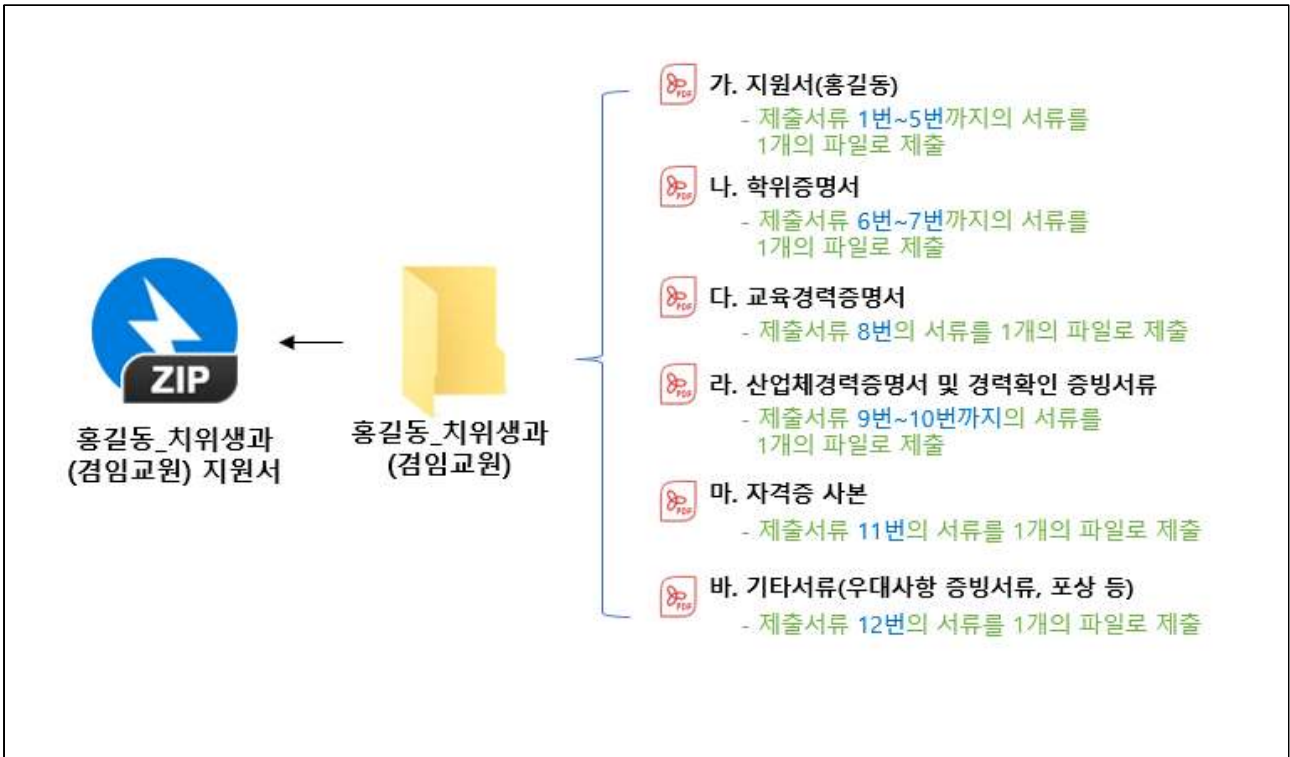 가. 지원서(홍길동)
- 제출서류 1번~5번까지의 서류를
1개의 파일로 제출
나. 학위증명서
- 제출서류 6번~7번까지의 서류를
1개의 파일로 제출
다. 교육경력증명서
- 제출서류 8번의 서류를 1개의 파일로 제출
라. 산업체경력증명서 및 경력확인 증빙서류
- 제출서류 9번~10번까지의 서류를
1개의 파일로 제출
마. 자격증 사본
- 제출서류 11번의 서류를 1개의 파일로 제출
바. 기타서류(우대사항 증빙서류, 포상 등)
- 제출서류 12번의 서류를 1개의 파일로 제출
ZIP
홍길동_치위생과
(겸임교원) 지원서
홍길동_치위생과
(겸임교원)
PDF
PDF
PDF
PDF
PDF
PDF